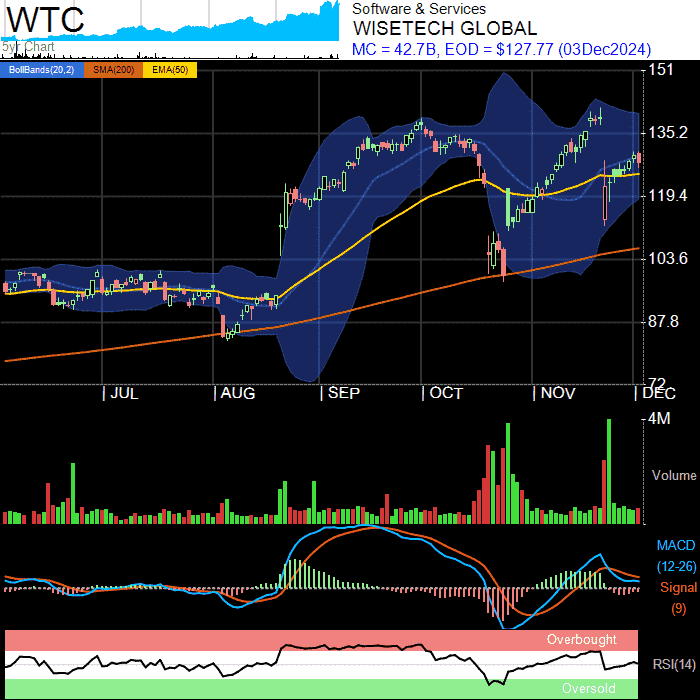 WTC
5yr Chart
Software & Services
WISETECH GLOBAL
MC = 42.7B, EOD = $127.77 (03Dec2024)
BollBands(20,2) SMA(200) EMA(50)
151
135.2
119.4
103.6
87.8
72
JUL AUG SEP OCT NOV DEC
4M
Volume
MACD
(12-26)
Signal
(9)
Overbought
RSI(14)
Oversold